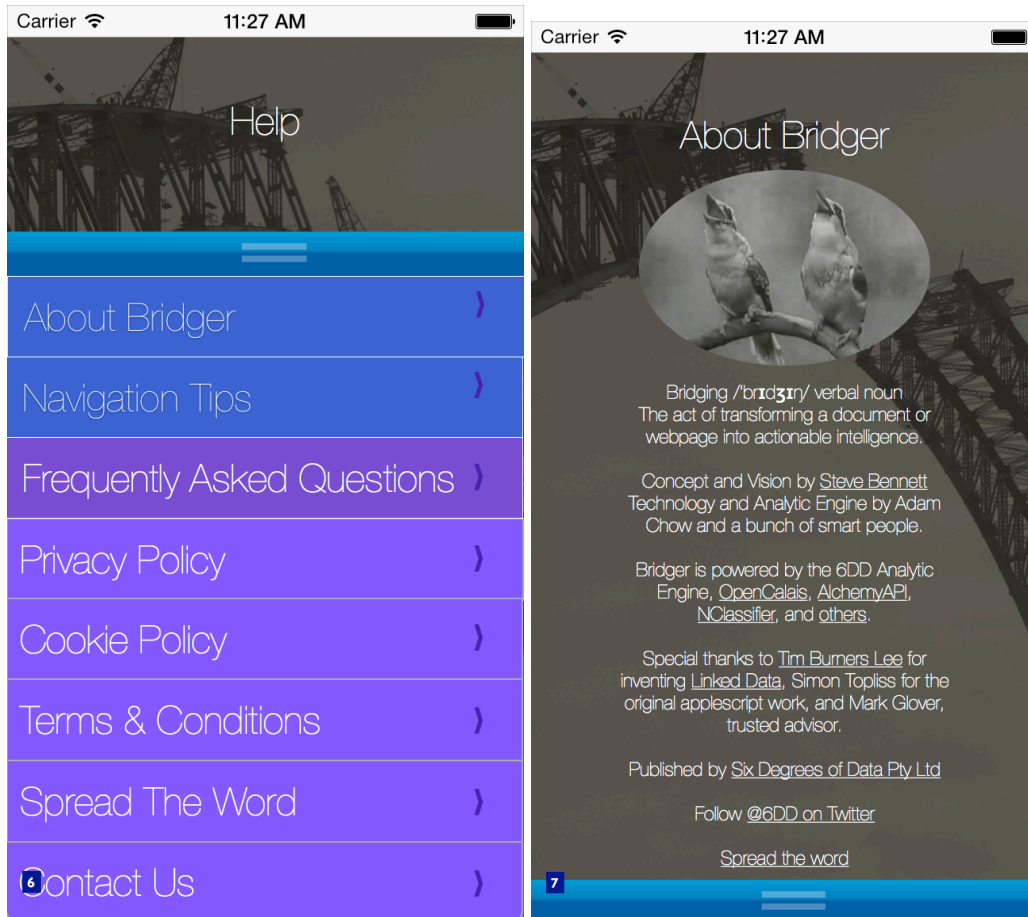 Carrier 11:27 AM
Help
About Bridger
Navigation Tips
Frequently Asked Questions
Privacy Policy
Cookie Policy
Terms & Conditions
Spread The Word
Contact Us
6
Carrier 11:27 AM
About Bridger
Bridging /'brɪdʒɪŋ/ verbal noun
The act of transforming a document or
webpage into actionable intelligence.
Concept and Vision by Steve Bennett
Technology and Analytic Engine by Adam
Chow and a bunch of smart people.
Bridger is powered by the 6DD Analytic
Engine, OpenCalais, AlchemyAPI,
NClassifier, and others.
Special thanks to Tim Burners Lee for
inventing Linked Data, Simon Topliss for the
original applescript work, and Mark Glover,
trusted advisor.
Published by Six Degrees of Data Pty Ltd
Follow @6DD on Twitter
Spread the word
7